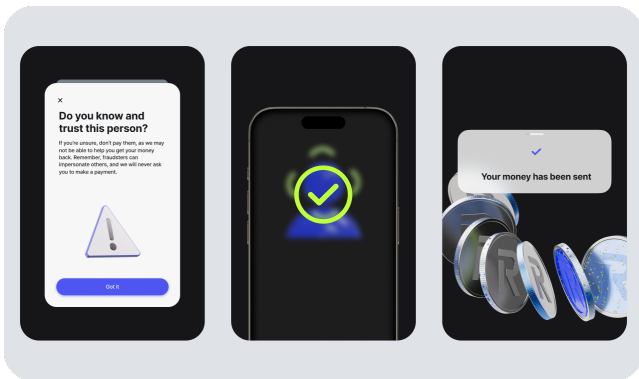 Do you know and
trust this person?
If you're unsure, don't pay them, as we may
not be able to help you get your money
back. Remember, fraudsters can
impersonate others, and we will never ask
you to make a payment.
Got it
Your money has been sent
R
R